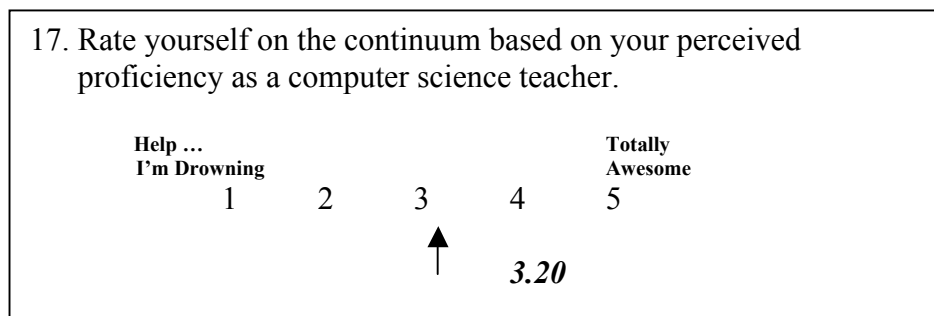 17. Rate yourself on the continuum based on your perceived
proficiency as a computer science teacher.
Help … Totally
I'm Drowning Awesome
1 2 3 4 5
3.20